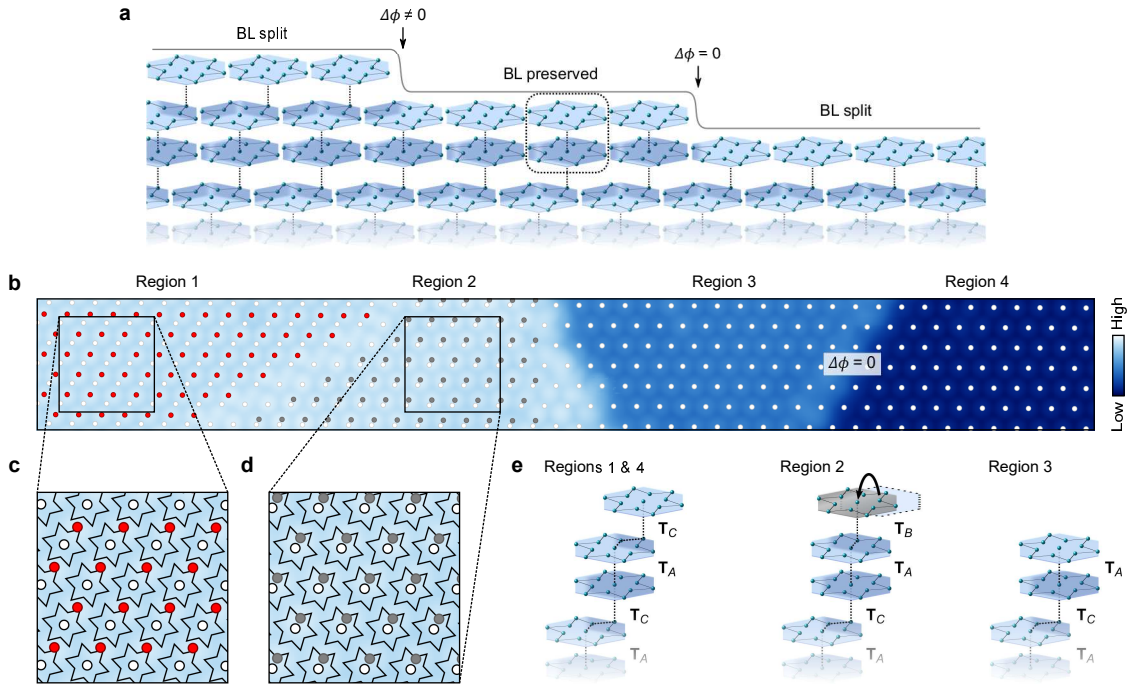 a
Δϕ ≠ 0
BL split
Δϕ = 0
BL preserved
BL split
b
Region 1
Region 2
Region 3
Region 4
Δϕ = 0
High
Low
c
d
e
Regions 1 & 4
Region 2
Region 3
T_C
T_B
T_A
T_A
T_A
T_C
T_C
T_C
T_A
T_A
T_A